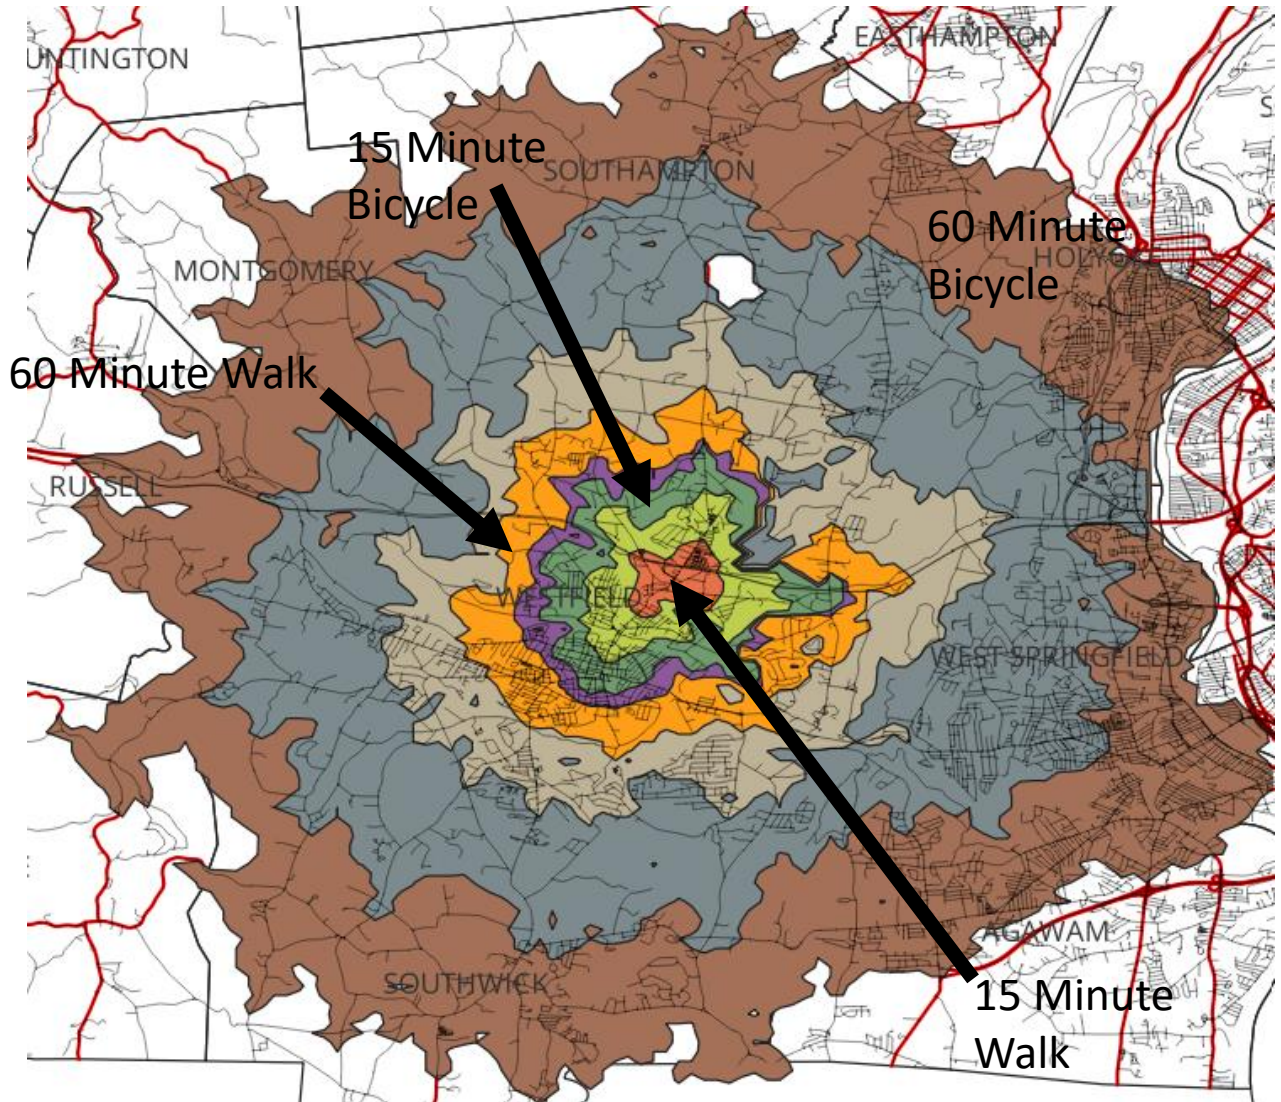 UNTINGTON
EASTHAMPTON
15 Minute
Bicycle
SOUTHAMPTON
60 Minute
Bicycle
HOLYOKE
MONTGOMERY
60 Minute Walk
RUSSELL
WESTFIELD
WEST SPRINGFIELD
AGAWAM
SOUTHWICK
15 Minute
Walk